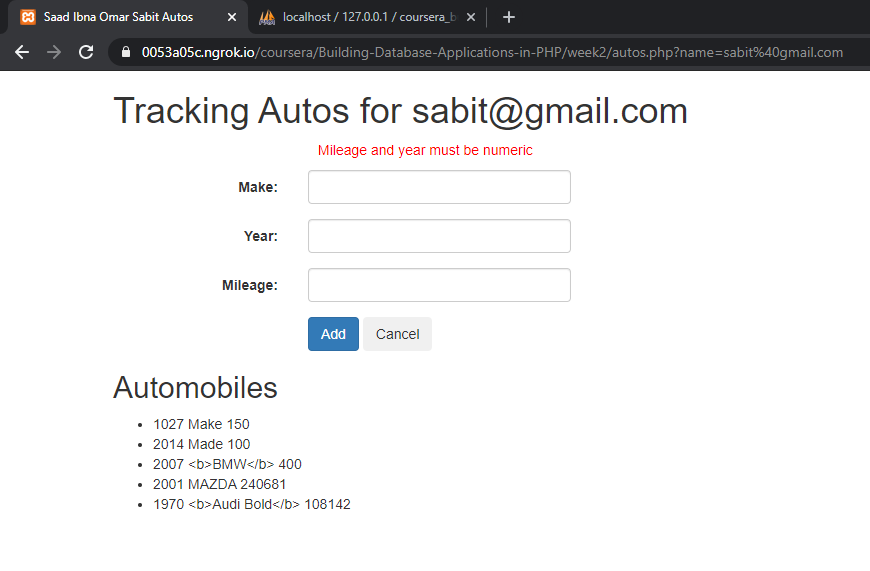 Saad Ibna Omar Sabit Autos
localhost / 127.0.0.1 / coursera_b
0053a05c.ngrok.io/coursera/Building-Database-Applications-in-PHP/week2/autos.php?name=sabit%40gmail.com
Tracking Autos for sabit@gmail.com
Mileage and year must be numeric
Make:
Year:
Mileage:
Add Cancel
Automobiles
• 1027 Make 150
• 2014 Made 100
• 2007 <b>BMW</b> 400
• 2001 MAZDA 240681
• 1970 <b>Audi Bold</b> 108142